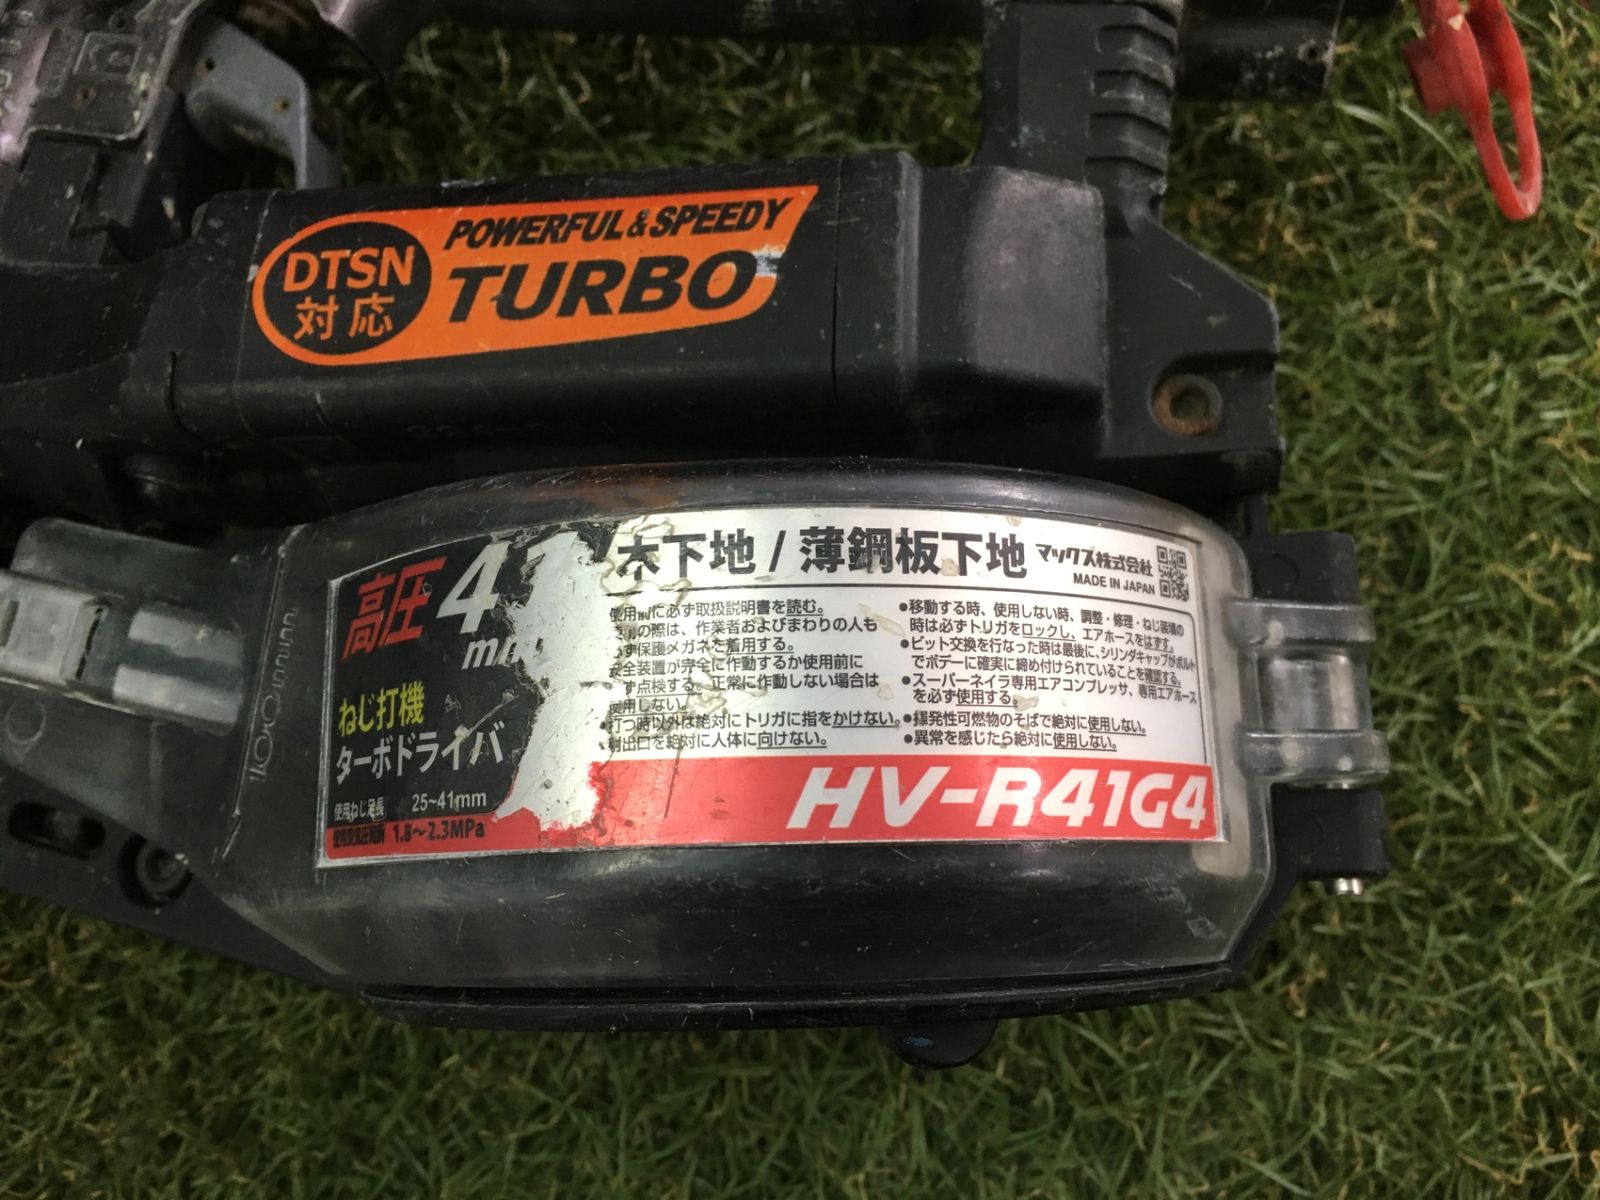 DTSN
対応
POWERFUL & SPEEDY
TURBO
高圧 41
mm
ねじ打機
ターボドライバ
使用ねじ足長 25~41mm
1.8~2.3MPa
木下地 / 薄鋼板下地
マックス株式会社
MADE IN JAPAN
使用前に必ず取扱説明書を読む。
の際は、作業者およびまわりの人も
必ず保護メガネを着用する。
安全装置が完全に作動するか使用前に
必ず点検する。正常に作動しない場合は
使用しない。
打つ時以外は絶対にトリガに指をかけない。
射出口を絶対に人体に向けない。
●移動する時、使用しない時、調整・修理・ねじ装填の
時は必ずトリガをロックし、エアホースをはずす。
●ビット交換を行なった時は最後に、シリンダキャップがボルト
でボデーに確実に締め付けられていることを確認する。
●スーパーネイラ専用エアコンプレッサ、専用エアホース
を必ず使用する。
●揮発性可燃物のそばで絶対に使用しない。
●異常を感じたら絶対に使用しない。
HV-R41G4
100mm